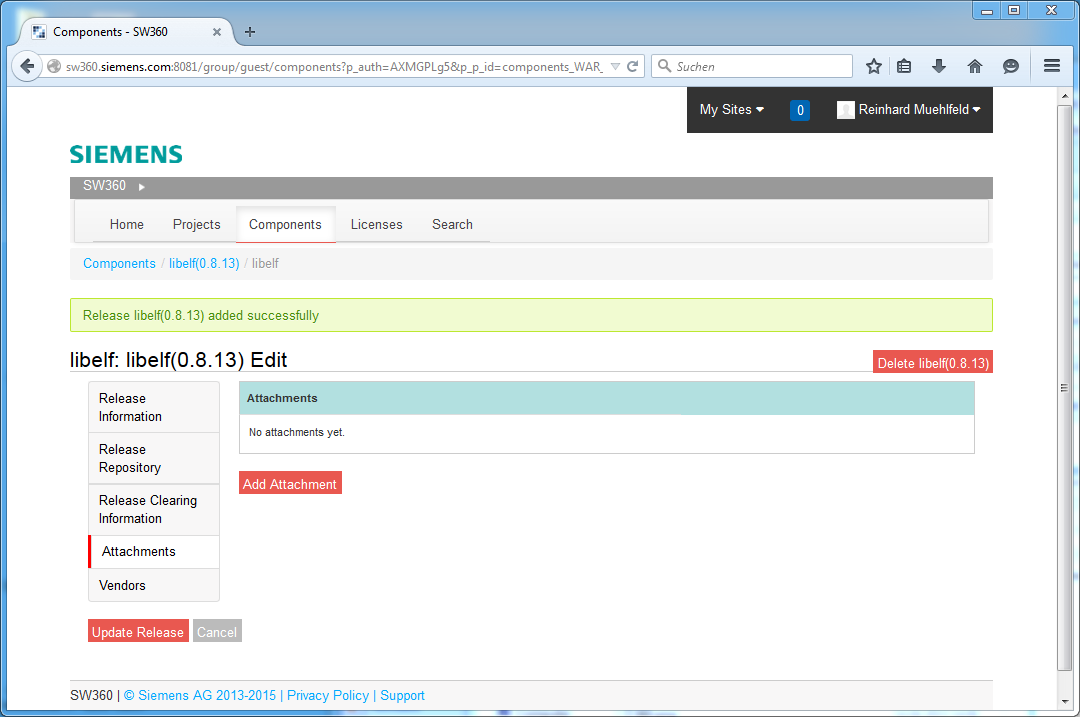 Components - SW360
sw360.siemens.com:8081/group/guest/components?p_auth=AXMGPLg5&p_p_id=components_WAR_
Suchen
My Sites 0 Reinhard Muehlfeld
SIEMENS
SW360
Home Projects Components Licenses Search
Components / libelf(0.8.13) / libelf
Release libelf(0.8.13) added successfully
libelf: libelf(0.8.13) Edit
Delete libelf(0.8.13)
Release
Information
Release
Repository
Release Clearing
Information
Attachments
Vendors
Attachments
No attachments yet.
Add Attachment
Update Release Cancel
SW360 | © Siemens AG 2013-2015 | Privacy Policy | Support